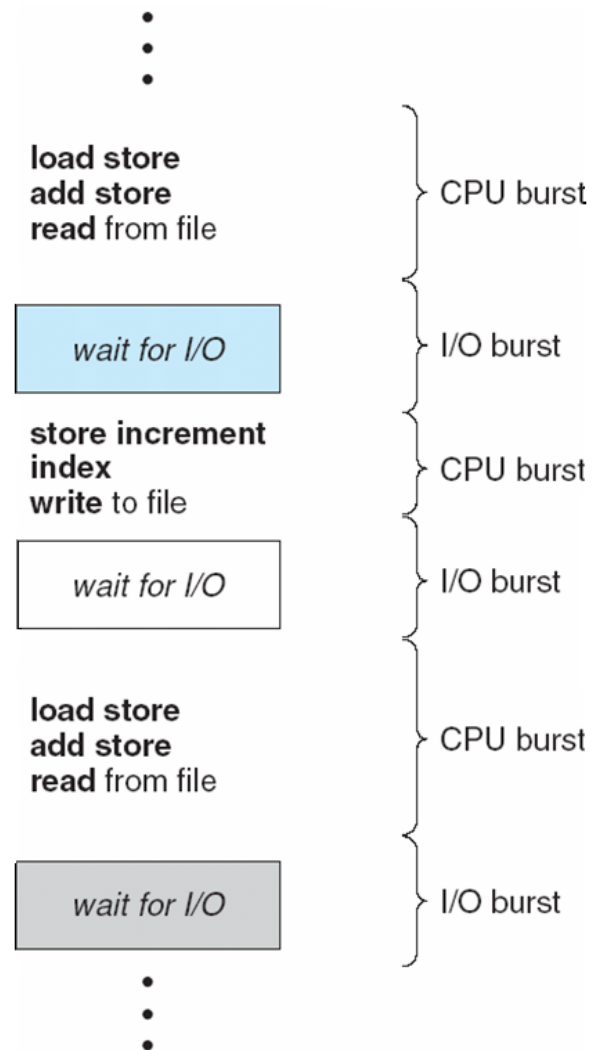 load store
add store
read from file
CPU burst
wait for I/O
I/O burst
store increment
index
write to file
CPU burst
wait for I/O
I/O burst
load store
add store
read from file
CPU burst
wait for I/O
I/O burst